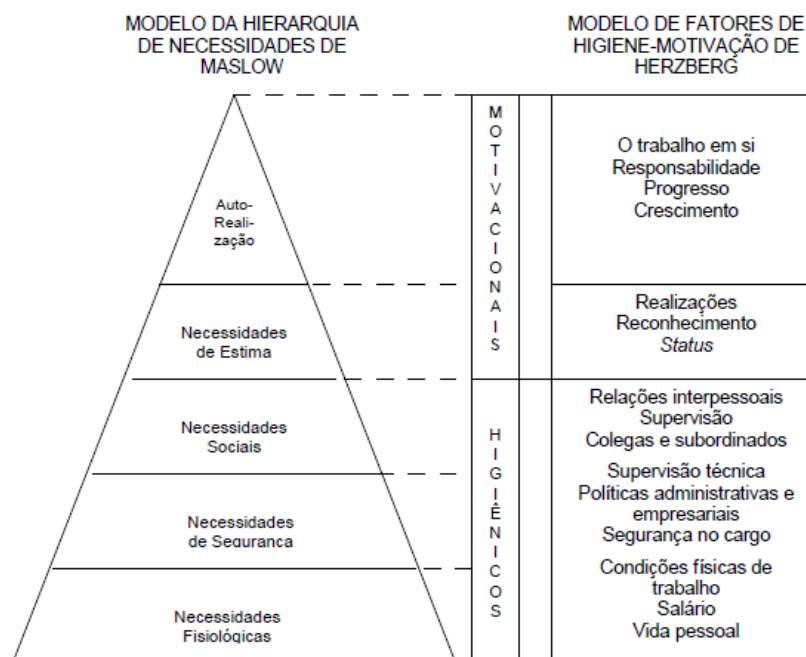 MODELO DA HIERARQUIA
DE NECESSIDADES DE
MASLOW
MODELO DE FATORES DE
HIGIENE-MOTIVAÇÃO DE
HERZBERG
Auto-
Reali-
zação
Necessidades
de Estima
Necessidades
Sociais
Necessidades
de Segurança
Necessidades
Fisiológicas
M
O
T
I
V
A
C
I
O
N
A
I
S
H
I
G
I
Ê
N
I
C
O
S
O trabalho em si
Responsabilidade
Progresso
Crescimento
Realizações
Reconhecimento
Status
Relações interpessoais
Supervisão
Colegas e subordinados
Supervisão técnica
Políticas administrativas e
empresariais
Segurança no cargo
Condições físicas de
trabalho
Salário
Vida pessoal